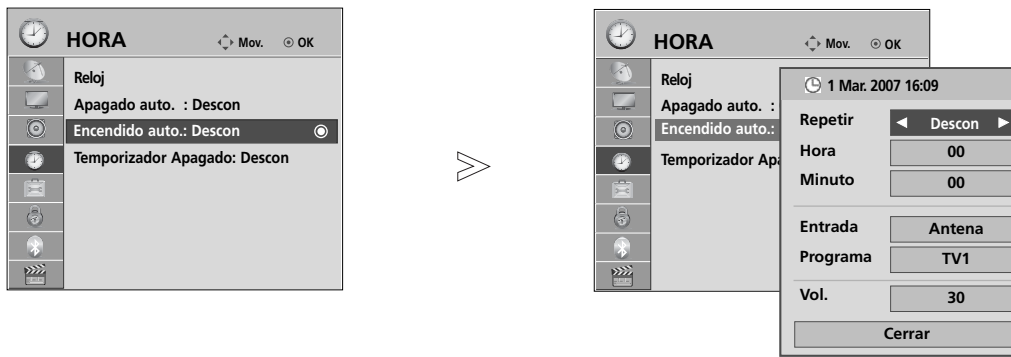 HORA Mov. OK
Reloj
Apagado auto. : Descon
Encendido auto.: Descon
Temporizador Apagado: Descon
HORA Mov. OK
Reloj
Apagado auto. :
Encendido auto.:
Temporizador Apa
1 Mar. 2007 16:09
Repetir Descon
Hora 00
Minuto 00
Entrada Antena
Programa TV1
Vol. 30
Cerrar